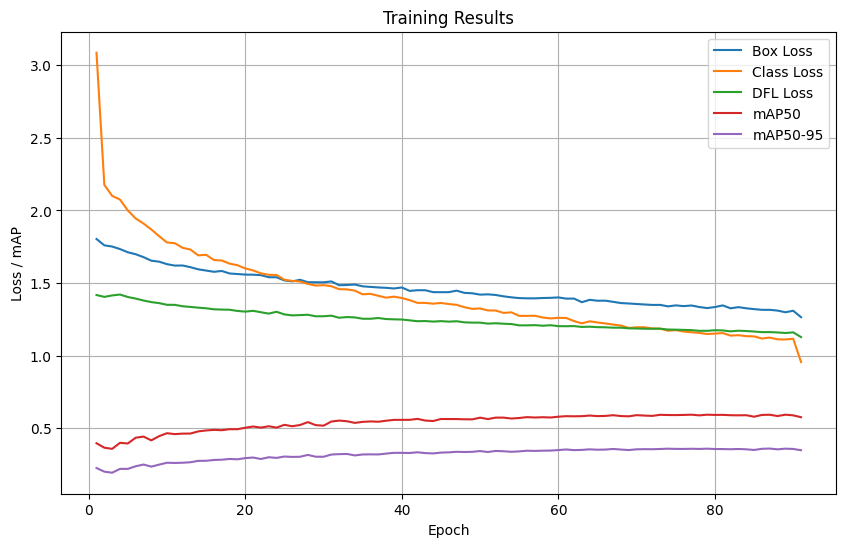 Training Results
Box Loss
Class Loss
DFL Loss
mAP50
mAP50-95
3.0
2.5
2.0
1.5
1.0
0.5
Loss / mAP
0 20 40 60 80
Epoch